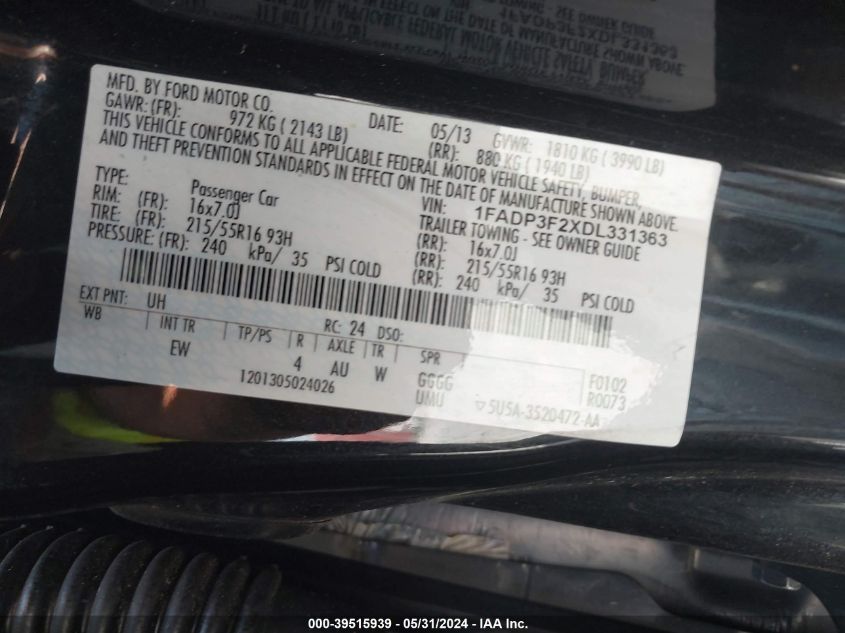 MFD. BY FORD MOTOR CO.
DATE: 05/13 GVWR: 1810 KG ( 3990 LB)
GAWR: (FR): 972 KG ( 2143 LB) (RR): 880 KG ( 1940 LB)
THIS VEHICLE CONFORMS TO ALL APPLICABLE FEDERAL MOTOR VEHICLE SAFETY, BUMPER,
AND THEFT PREVENTION STANDARDS IN EFFECT ON THE DATE OF MANUFACTURE SHOWN ABOVE.
VIN: 1FADP3F2XDL331363
TYPE: Passenger Car TRAILER TOWING - SEE OWNER GUIDE
RIM: (FR): 16x7.0J (RR): 16x7.0J
TIRE: (FR): 215/55R16 93H (RR): 215/55R16 93H
PRESSURE: (FR): 240 kPa/ 35 PSI COLD (RR): 240 kPa/ 35 PSI COLD
EXT PNT: UH RC: 24 DSO:
WB INT TR TP/PS R AXLE TR SPR
EW 4 AU W GGGG F0102
1201305024026 UMU R0073
▽ 5U5A-3520472-AA
000-39515939 - 05/31/2024 - IAA Inc.